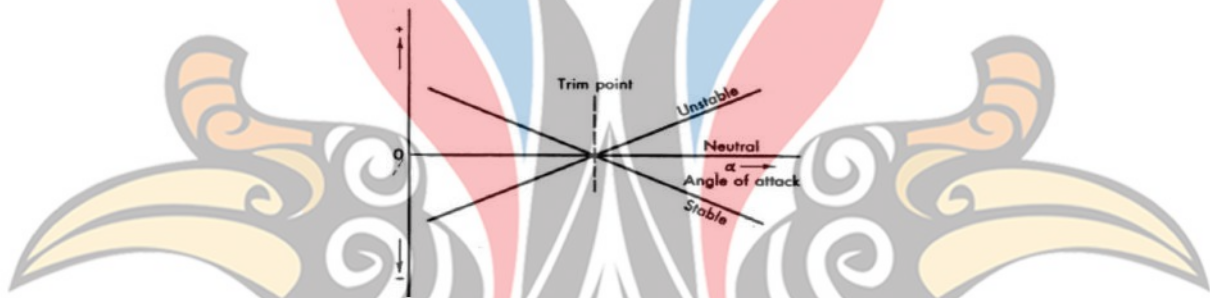 +
Trim point
Unstable
0
Neutral
α
Angle of attack
Stable
-